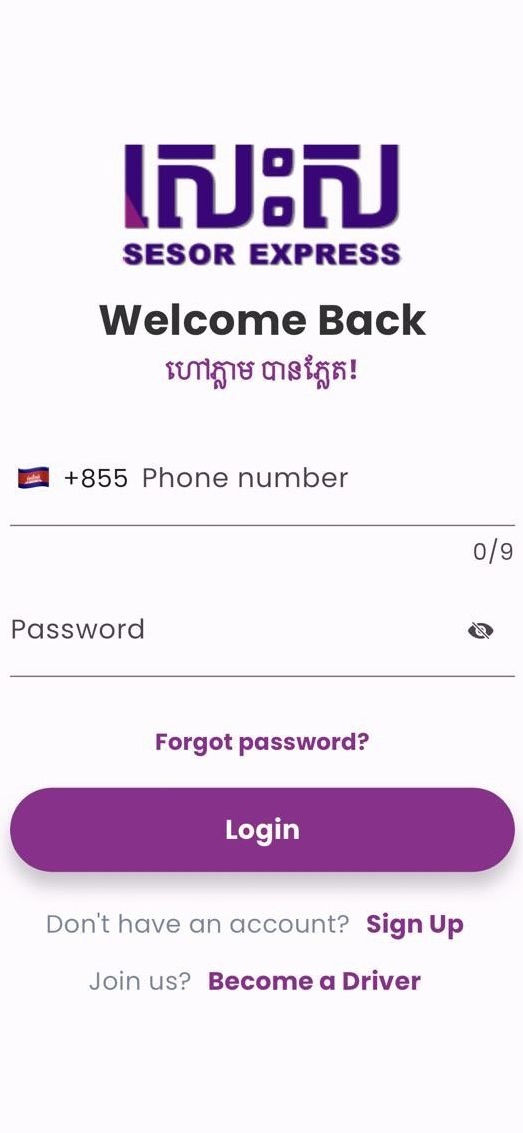 សេះស
SESOR EXPRESS
Welcome Back
ហៅភ្លាម បានភ្លែត!
+855 Phone number
0/9
Password
Forgot password?
Login
Don't have an account? Sign Up
Join us? Become a Driver